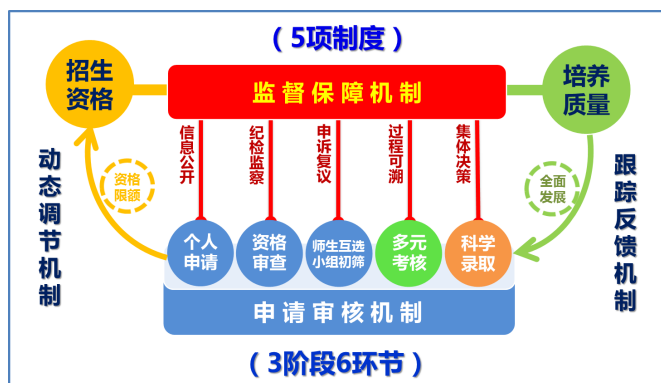 （5项制度）
招生
资格
监督保障机制
培养
质量
信息公开
纪检监察
申诉复议
过程可溯
集体决策
动态调节机制
资格
限额
全面
发展
跟踪反馈机制
个人
申请
资格
审查
师生互选
小组初筛
多元
考核
科学
录取
申请审核机制
（3阶段6环节）